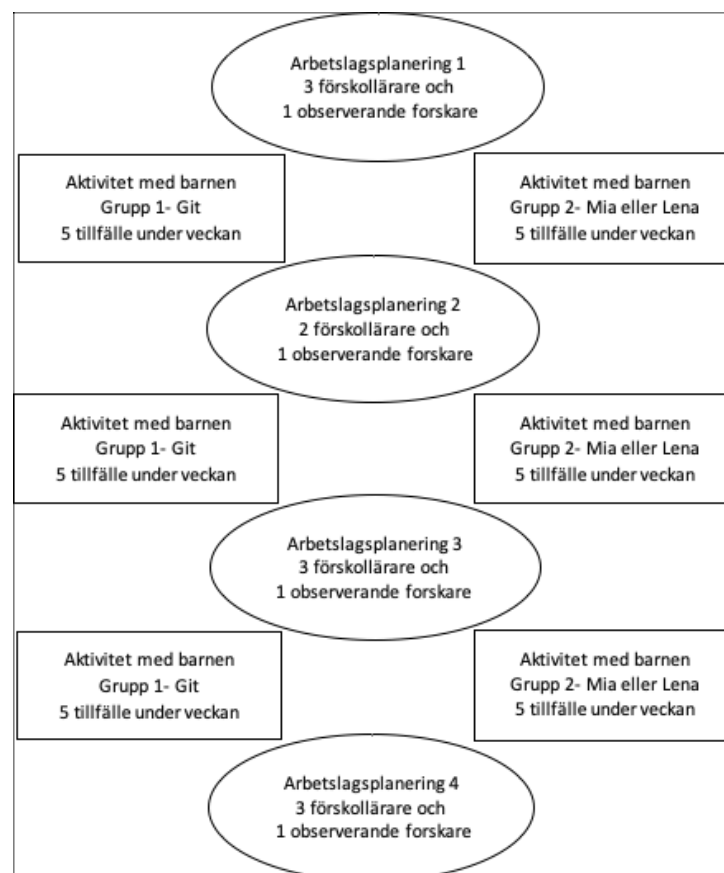 Arbetslagsplanering 1
3 förskollärare och
1 observerande forskare
Aktivitet med barnen
Grupp 1- Git
5 tillfälle under veckan
Aktivitet med barnen
Grupp 2- Mia eller Lena
5 tillfälle under veckan
Arbetslagsplanering 2
2 förskollärare och
1 observerande forskare
Aktivitet med barnen
Grupp 1- Git
5 tillfälle under veckan
Aktivitet med barnen
Grupp 2- Mia eller Lena
5 tillfälle under veckan
Arbetslagsplanering 3
3 förskollärare och
1 observerande forskare
Aktivitet med barnen
Grupp 1- Git
5 tillfälle under veckan
Aktivitet med barnen
Grupp 2- Mia eller Lena
5 tillfälle under veckan
Arbetslagsplanering 4
3 förskollärare och
1 observerande forskare